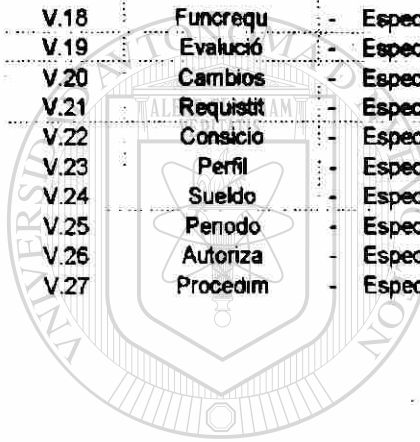 V.18 Funcrequ - Espec
V.19 Evalució - Espec
V.20 Cambios - Espec
V.21 Requistit - Espec
V.22 Consicio - Espec
V.23 Perfil - Espec
V.24 Sueldo - Espec
V.25 Periodo - Espec
V.26 Autoriza - Espec
V.27 Procedim - Espec